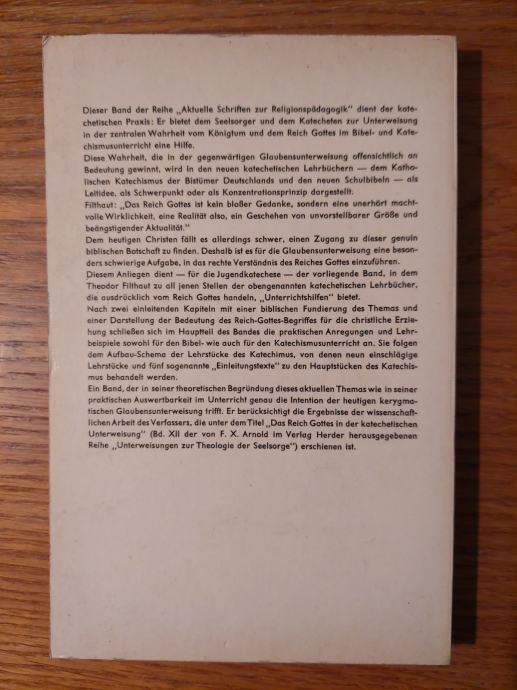 Dieser Band der Reihe „Aktuelle Schriften zur Religionspädagogik" dient der kate-
chetischen Praxis: Er bietet dem Seelsorger und dem Katecheten zur Unterweisung
in der zentralen Wahrheit vom Königtum und dem Reich Gottes im Bibel- und Kate-
chismusunterricht eine Hilfe.
Diese Wahrheit, die in der gegenwärtigen Glaubensunterweisung offensichtlich an
Bedeutung gewinnt, wird in den neuen katechetischen Lehrbüchern — dem Katho-
lischen Katechismus der Bistümer Deutschlands und den neuen Schulbibeln — als
Leitidee, als Schwerpunkt oder als Konzentrationsprinzip dargestellt.
Filthaut: „Das Reich Gottes ist kein bloßer Gedanke, sondern eine unerhört macht-
volle Wirklichkeit, eine Realität also, ein Geschehen von unvorstellbarer Größe und
beängstigender Aktualität."
Dem heutigen Christen fällt es allerdings schwer, einen Zugang zu dieser genuin
biblischen Botschaft zu finden. Deshalb ist es für die Glaubensunterweisung eine beson-
ders schwierige Aufgabe, in das rechte Verständnis des Reiches Gottes einzuführen.
Diesem Anliegen dient — für die Jugendkatechese — der vorliegende Band, in dem
Theodor Filthaut zu all jenen Stellen der obengenannten katechetischen Lehrbücher,
die ausdrücklich vom Reich Gottes handeln, „Unterrichtshilfen" bietet.
Nach zwei einleitenden Kapiteln mit einer biblischen Fundierung des Themas und
einer Darstellung der Bedeutung des Reich-Gottes-Begriffes für die christliche Erzie-
hung schließen sich im Hauptteil des Bandes die praktischen Anregungen und Lehr-
beispiele sowohl für den Bibel- wie auch für den Katechismusunterricht an. Sie folgen
dem Aufbau-Schema der Lehrstücke des Katechimus, von denen neun einschlägige
Lehrstücke und fünf sogenannte „Einleitungstexte" zu den Hauptstücken des Katechis-
mus behandelt werden.
Ein Band, der in seiner theoretischen Begründung dieses aktuellen Themas wie in seiner
praktischen Auswertbarkeit im Unterricht genau die Intention der heutigen kerygma-
tischen Glaubensunterweisung trifft. Er berücksichtigt die Ergebnisse der wissenschaft-
lichen Arbeit des Verfassers, die unter dem Titel „Das Reich Gottes in der katechetischen
Unterweisung" (Bd. XII der von F. X. Arnold im Verlag Herder herausgegebenen
Reihe „Unterweisungen zur Theologie der Seelsorge") erschienen ist.